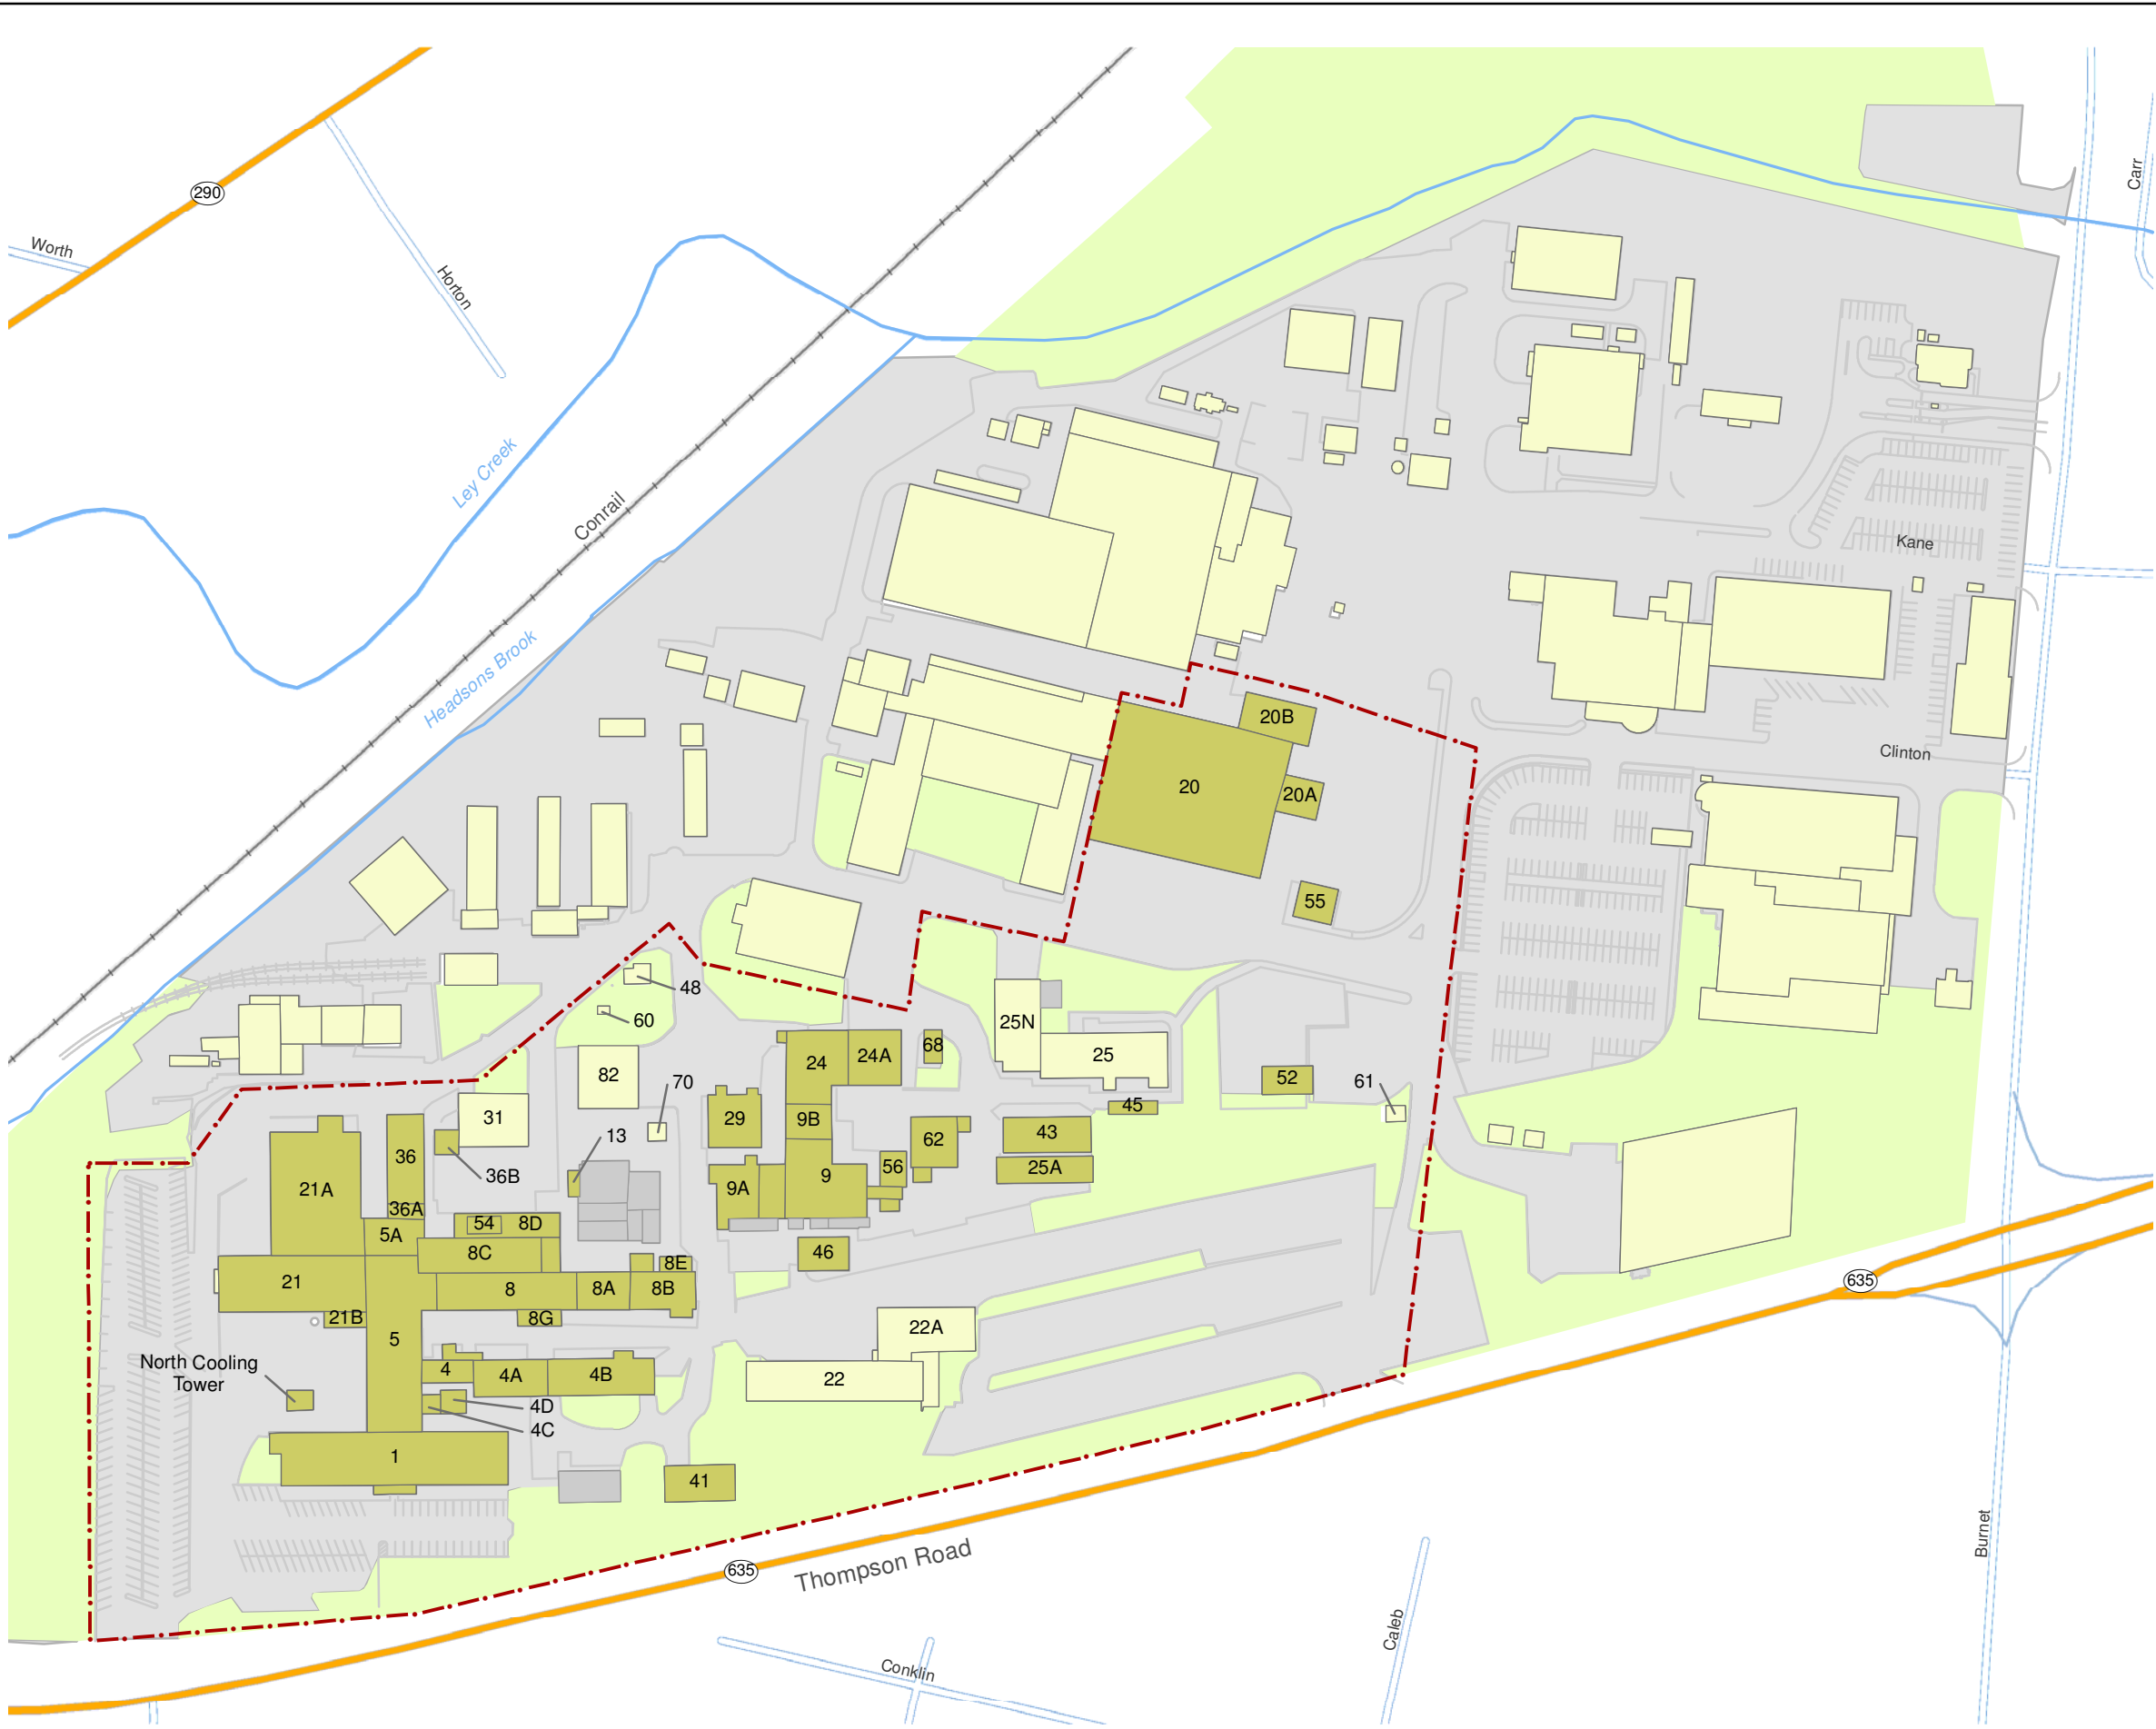 290
Worth
Horton
Carr
Ley Creek
Conrail
Kane
Headsons Brook
20B
Clinton
20
20A
55
48
25N
60
24
24A
68
25
82
52
70
61
31
29
9B
45
13
62
43
36
36B
56
25A
21A
9A
9
36A
54
8D
5A
8C
46
8E
21
8
8A
8B
635
21B
8G
5
22A
North Cooling
Tower
4
4A
4B
22
4D
4C
1
41
Burnet
635
Thompson Road
Caleb
Conklin